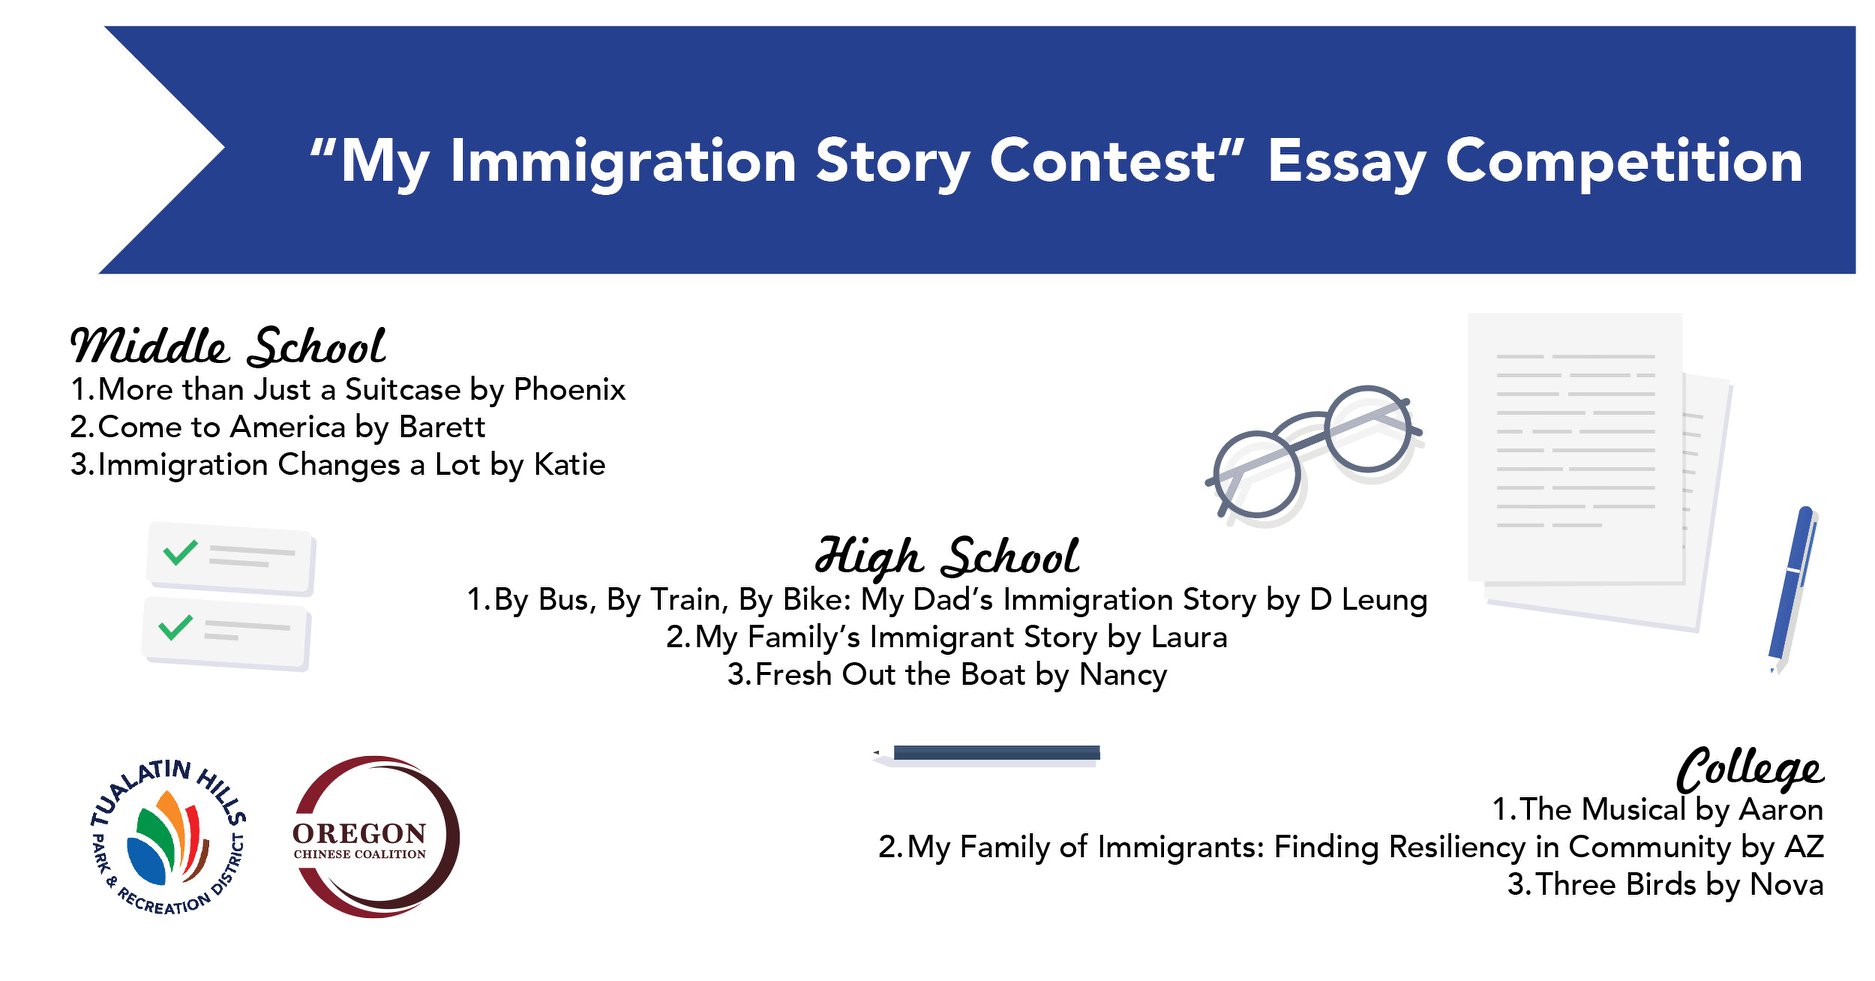 “My Immigration Story Contest” Essay Competition
Middle School
1.More than Just a Suitcase by Phoenix
2.Come to America by Barett
3.Immigration Changes a Lot by Katie
High School
1.By Bus, By Train, By Bike: My Dad’s Immigration Story by D Leung
2.My Family’s Immigrant Story by Laura
3.Fresh Out the Boat by Nancy
College
1.The Musical by Aaron
2.My Family of Immigrants: Finding Resiliency in Community by AZ
3.Three Birds by Nova
TUALATIN HILLS
PARK & RECREATION DISTRICT
OREGON
CHINESE COALITION